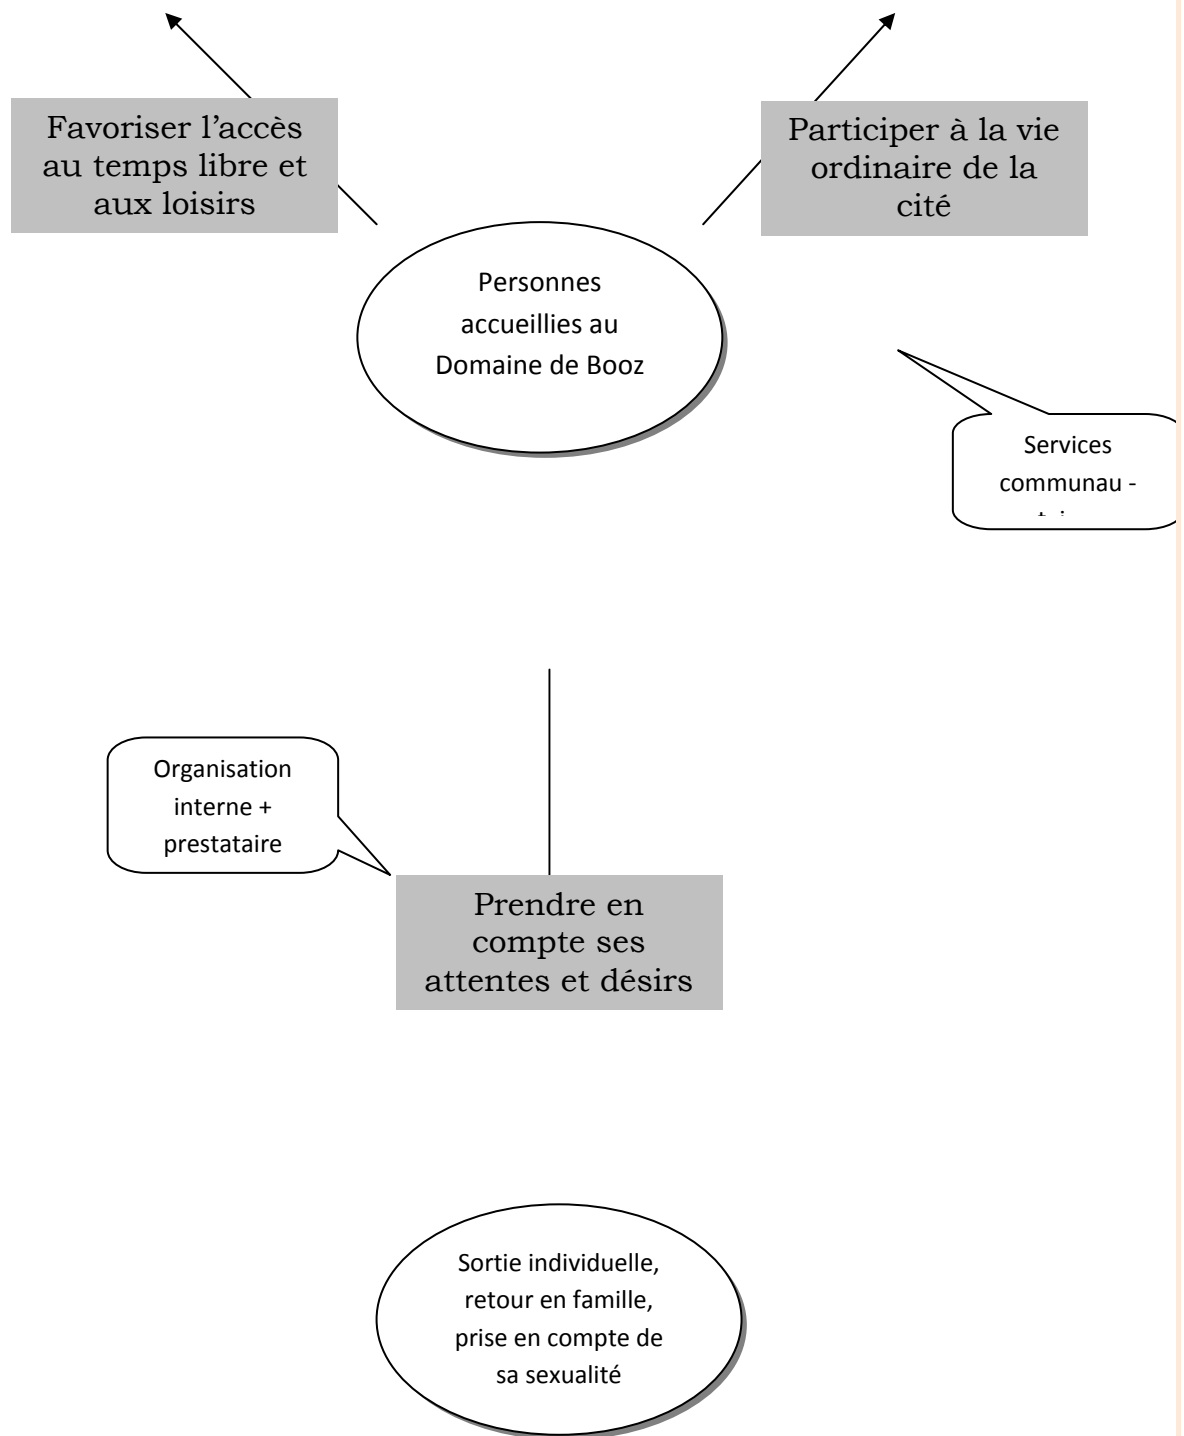 Favoriser l’accès
au temps libre et
aux loisirs
Participer à la vie
ordinaire de la
cité
Personnes
accueillies au
Domaine de Booz
Services
communau -
Organisation
interne +
prestataire
Prendre en
compte ses
attentes et désirs
Sortie individuelle,
retour en famille,
prise en compte de
sa sexualité